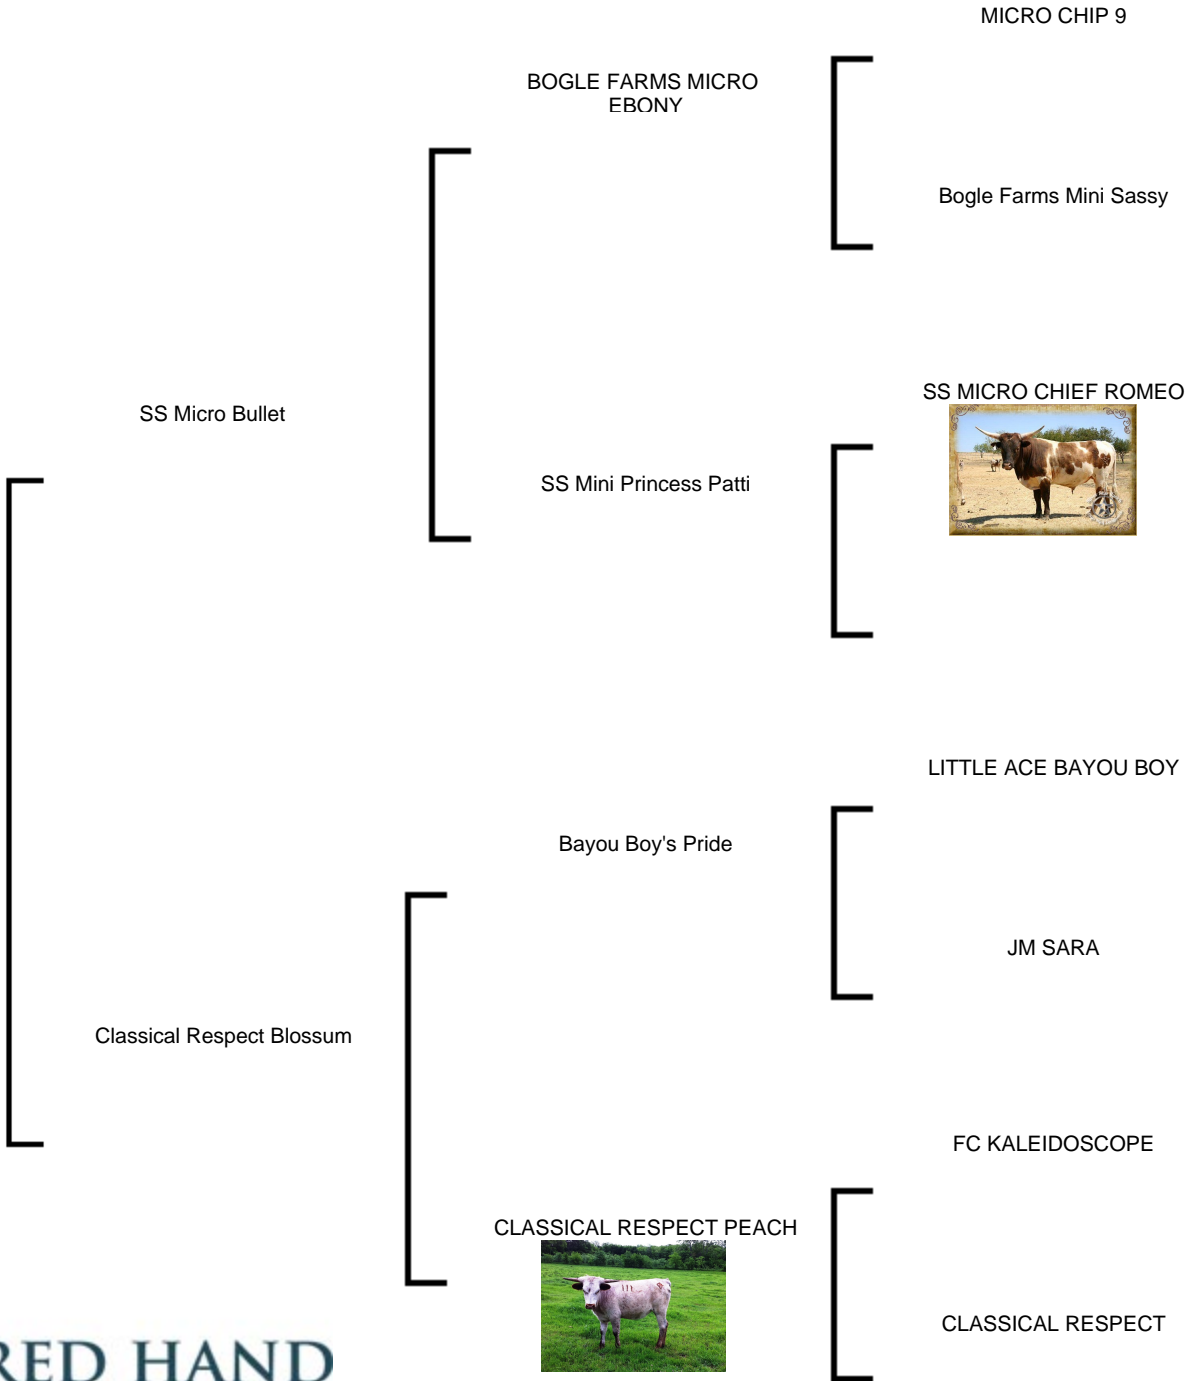 MICRO CHIP 9
BOGLE FARMS MICRO
EBONY
Bogle Farms Mini Sassy
SS MICRO CHIEF ROMEO
SS Micro Bullet
SS Mini Princess Patti
LITTLE ACE BAYOU BOY
Bayou Boy's Pride
JM SARA
Classical Respect Blossum
FC KALEIDOSCOPE
CLASSICAL RESPECT PEACH
CLASSICAL RESPECT
RED HAND